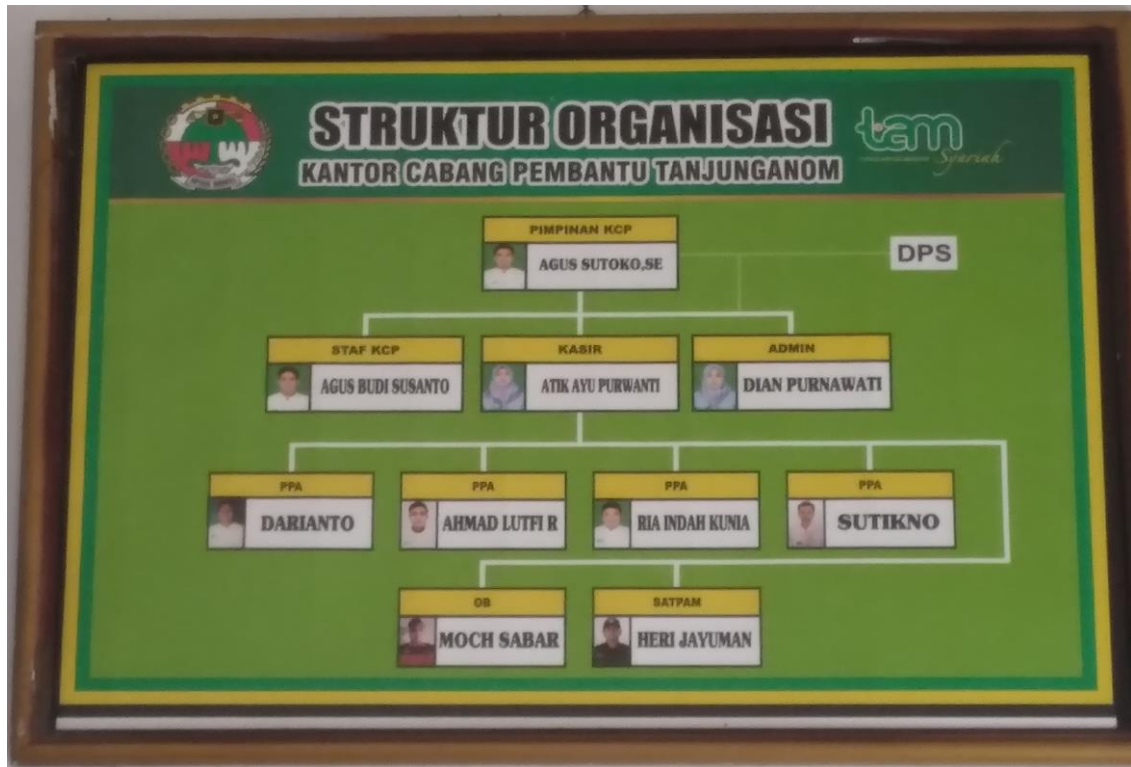 STRUKTUR ORGANISASI
KANTOR CABANG PEMBANTU TANJUNGANOM
tam
Syariah
PIMPINAN KCP
AGUS SUTOKO,SE
DPS
STAF KCP
AGUS BUDI SUSANTO
KASIR
ATIK AYU PURWANTI
ADMIN
DIAN PURNAWATI
PPA
DARIANTO
PPA
AHMAD LUTFI R
PPA
RIA INDAH KUNIA
PPA
SUTIKNO
OB
MOCH SABAR
SATPAM
HERI JAYUMAN